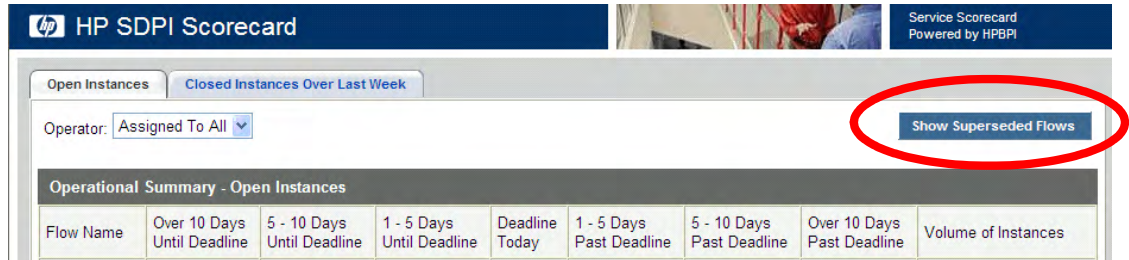 hp HP SDPI Scorecard
Service Scorecard
Powered by HPBPI
Open Instances Closed Instances Over Last Week
Operator: Assigned To All Show Superseded Flows
Operational Summary - Open Instances
Flow Name Over 10 Days Until Deadline 5 - 10 Days Until Deadline 1 - 5 Days Until Deadline Deadline Today 1 - 5 Days Past Deadline 5 - 10 Days Past Deadline Over 10 Days Past Deadline Volume of Instances